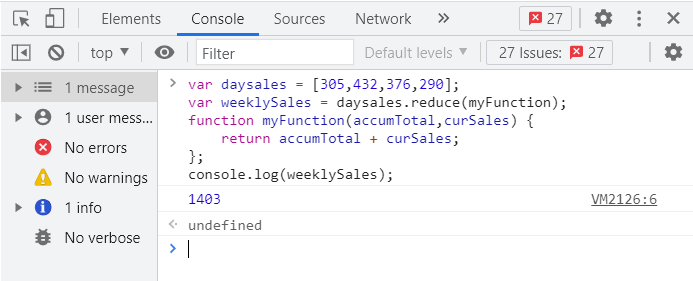 Elements Console Sources Network » 27
top ▼ Filter Default levels ▼ 27 Issues: 27
1 message
1 user mess...
No errors
No warnings
1 info
No verbose
> var daysales = [305,432,376,290];
var weeklySales = daysales.reduce(myFunction);
function myFunction(accumTotal,curSales) {
    return accumTotal + curSales;
};
console.log(weeklySales);
1403 VM2126:6
undefined
>